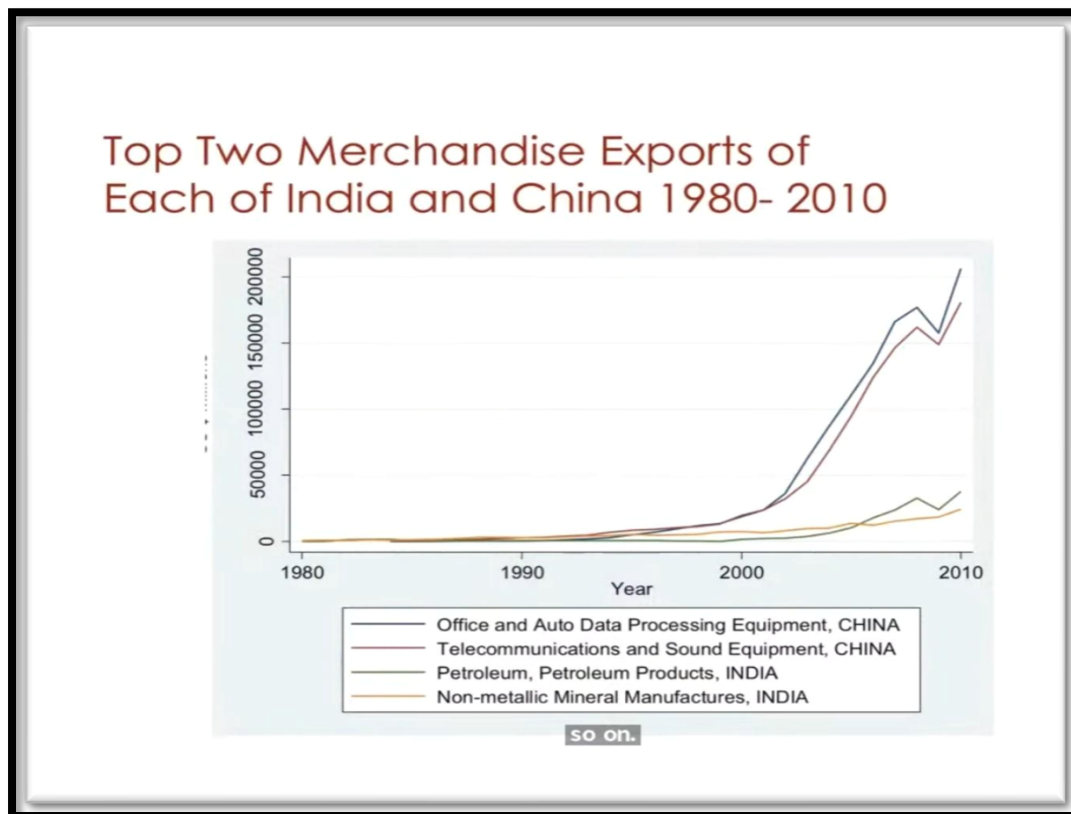 Top Two Merchandise Exports of
Each of India and China 1980- 2010
200000
150000
100000
50000
0
1980 1990 2000 2010
Year
Office and Auto Data Processing Equipment, CHINA
Telecommunications and Sound Equipment, CHINA
Petroleum, Petroleum Products, INDIA
Non-metallic Mineral Manufactures, INDIA
so on.